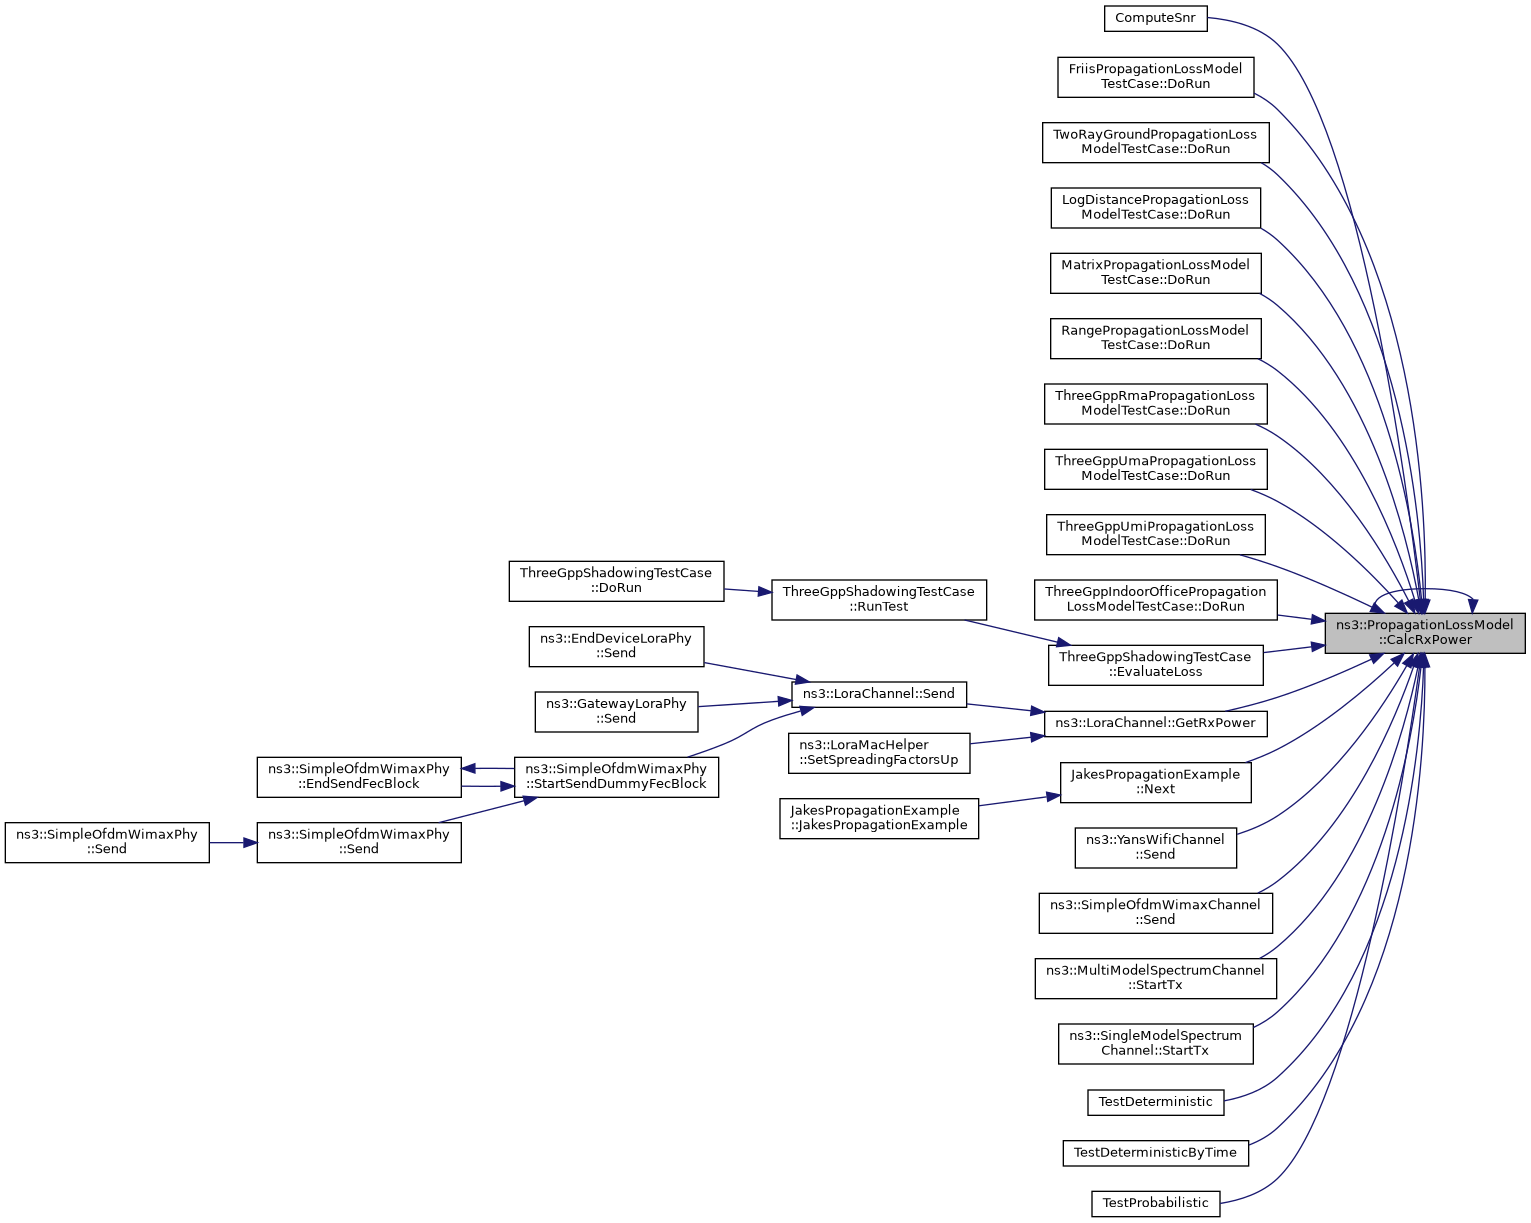 ComputeSnr
FriisPropagationLossModel
TestCase::DoRun
TwoRayGroundPropagationLoss
ModelTestCase::DoRun
LogDistancePropagationLoss
ModelTestCase::DoRun
MatrixPropagationLossModel
TestCase::DoRun
RangePropagationLossModel
TestCase::DoRun
ThreeGppRmaPropagationLoss
ModelTestCase::DoRun
ThreeGppUmaPropagationLoss
ModelTestCase::DoRun
ThreeGppUmiPropagationLoss
ModelTestCase::DoRun
ThreeGppShadowingTestCase
::DoRun
ThreeGppShadowingTestCase
::RunTest
ThreeGppIndoorOfficePropagation
LossModelTestCase::DoRun
ns3::PropagationLossModel
::CalcRxPower
ns3::EndDeviceLoraPhy
::Send
ThreeGppShadowingTestCase
::EvaluateLoss
ns3::GatewayLoraPhy
::Send
ns3::LoraChannel::Send
ns3::LoraChannel::GetRxPower
ns3::LoraMacHelper
::SetSpreadingFactorsUp
ns3::SimpleOfdmWimaxPhy
::EndSendFecBlock
ns3::SimpleOfdmWimaxPhy
::StartSendDummyFecBlock
JakesPropagationExample
::Next
JakesPropagationExample
::JakesPropagationExample
ns3::SimpleOfdmWimaxPhy
::Send
ns3::SimpleOfdmWimaxPhy
::Send
ns3::YansWifiChannel
::Send
ns3::SimpleOfdmWimaxChannel
::Send
ns3::MultiModelSpectrumChannel
::StartTx
ns3::SingleModelSpectrum
Channel::StartTx
TestDeterministic
TestDeterministicByTime
TestProbabilistic